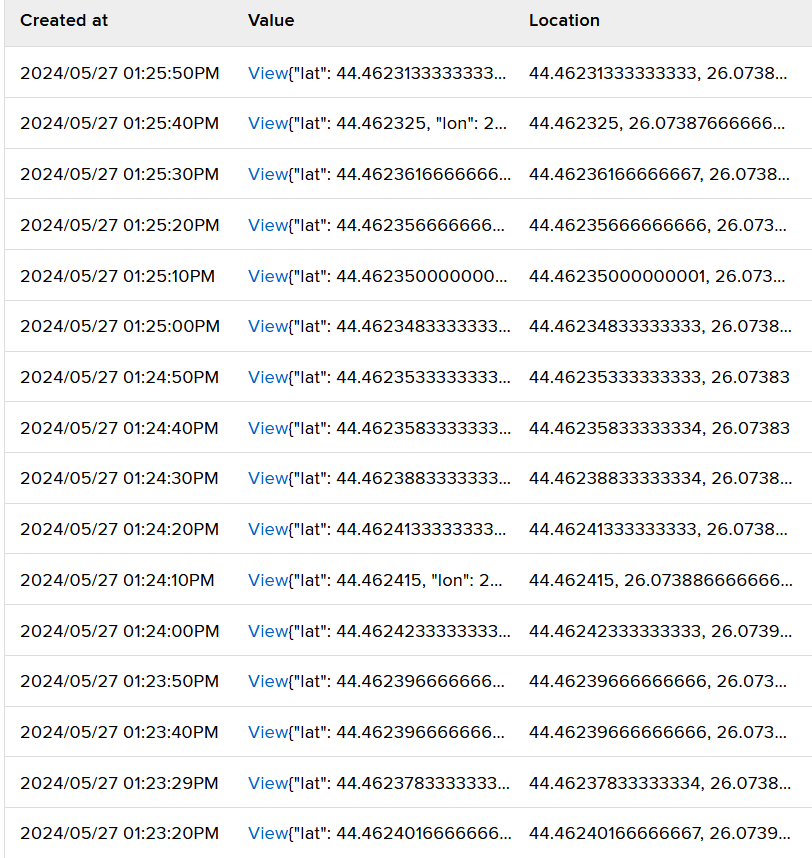 Created at Value Location
2024/05/27 01:25:50PM View{"lat": 44.4623133333333... 44.46231333333333, 26.0738...
2024/05/27 01:25:40PM View{"lat": 44.462325, "lon": 2... 44.462325, 26.07387666666...
2024/05/27 01:25:30PM View{"lat": 44.4623616666666... 44.46236166666667, 26.0738...
2024/05/27 01:25:20PM View{"lat": 44.462356666666... 44.46235666666666, 26.073...
2024/05/27 01:25:10PM View{"lat": 44.462350000000... 44.46235000000001, 26.073...
2024/05/27 01:25:00PM View{"lat": 44.4623483333333... 44.46234833333333, 26.0738...
2024/05/27 01:24:50PM View{"lat": 44.4623533333333... 44.46235333333333, 26.07383
2024/05/27 01:24:40PM View{"lat": 44.4623583333333... 44.46235833333334, 26.07383
2024/05/27 01:24:30PM View{"lat": 44.4623883333333... 44.46238833333334, 26.0738...
2024/05/27 01:24:20PM View{"lat": 44.4624133333333... 44.46241333333333, 26.0738...
2024/05/27 01:24:10PM View{"lat": 44.462415, "lon": 2... 44.462415, 26.073886666666...
2024/05/27 01:24:00PM View{"lat": 44.4624233333333... 44.46242333333333, 26.0739...
2024/05/27 01:23:50PM View{"lat": 44.462396666666... 44.46239666666666, 26.073...
2024/05/27 01:23:40PM View{"lat": 44.462396666666... 44.46239666666666, 26.073...
2024/05/27 01:23:29PM View{"lat": 44.4623783333333... 44.46237833333334, 26.0738...
2024/05/27 01:23:20PM View{"lat": 44.4624016666666... 44.46240166666667, 26.0739...